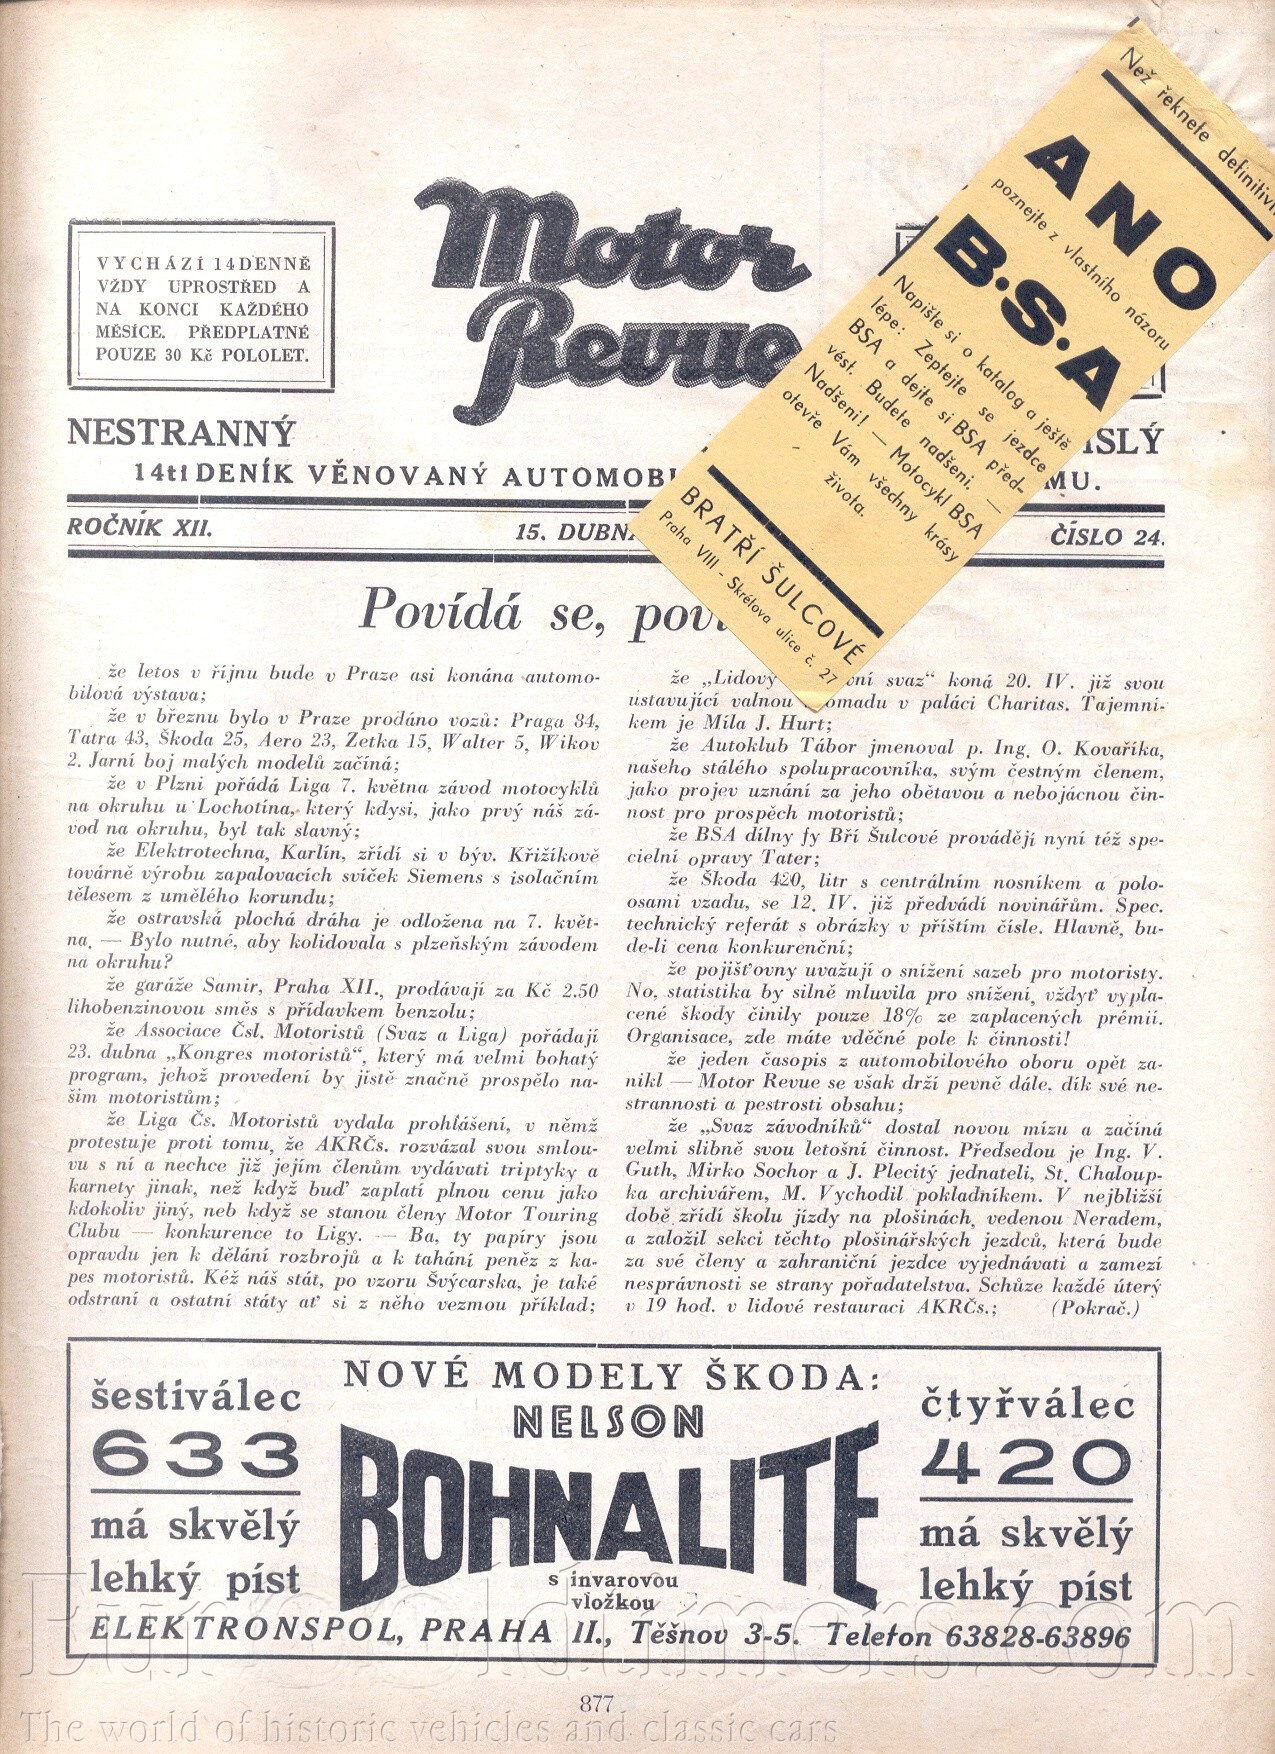 Než řeknete
ANO
poznejte z vlastního názoru
B·S·A
Napište si o katalog a ještě
lépe: Zeptejte se jezdce
BSA a dejte si BSA před-
vést. Budete nadšeni. —
Nadšeni! — Motocykl BSA
otevře Vám všechny krásy
života.
BRATŘÍ ŠULCOVÉ
Praha VIII - Skrélova ulice č. 27
VYCHÁZÍ 14DENNĚ
VŽDY UPROSTŘED A
NA KONCI KAŽDÉHO
MĚSÍCE. PŘEDPLATNÉ
POUZE 30 Kč POLOLET.
Motor
Revue
NESTRANNÝ
14ti DENÍK VĚNOVANÝ
ROČNÍK XII.
15.
ČÍSLO 24.
Povídá se,
že letos v říjnu bude v Praze asi konána automo-
bilová výstava;
že v březnu bylo v Praze prodáno vozů: Praga 84,
Tatra 43, Škoda 25, Aero 23, Zetka 15, Walter 5, Wikov
2. Jarní boj malých modelů začíná;
že v Plzni pořádá Liga 7. května závod motocyklů
na okruhu u Lochotína, který kdysi, jako prvý náš zá-
vod na okruhu, byl tak slavný;
že Elektrotechna, Karlín, zřídí si v býv. Křižíkově
továrně výrobu zapalovacích svíček Siemens s isolačním
tělesem z umělého korundu;
že ostravská plochá dráha je odložena na 7. květ-
na. — Bylo nutné, aby kolidovala s plzeňským závodem
na okruhu?
že garáže Samir, Praha XII., prodávají za Kč 2.50
lihobenzinovou směs s přídavkem benzolu;
že Associace Čsl. Motoristů (Svaz a Liga) pořádají
23. dubna „Kongres motoristů“, který má velmi bohatý
program, jehož provedení by jistě značně prospělo na-
šim motoristům;
že Liga Čs. Motoristů vydala prohlášení, v němž
protestuje proti tomu, že AKRČs. rozvázal svou smlou-
vu s ní a nechce již jejím členům vydávati triptyky a
karnety jinak, než když buď zaplatí plnou cenu jako
kdokoliv jiný, neb když se stanou členy Motor Touring
Clubu — konkurence to Ligy. — Ba, ty papíry jsou
opravdu jen k dělání rozbrojů a k tahání peněz z ka-
pes motoristů. Kéž náš stát, po vzoru Švýcarska, je také
odstraní a ostatní státy ať si z něho vezmou příklad;
že „Lidový svaz“ koná 20. IV. již svou
ustavující valnou v paláci Charitas. Tajemní-
kem je Míla J. Hurt;
že Autoklub Tábor jmenoval p. Ing. O. Kovaříka,
našeho stálého spolupracovníka, svým čestným členem,
jako projev uznání za jeho obětavou a nebojácnou čin-
nost pro prospěch motoristů;
že BSA dílny fy Bří Šulcové provádějí nyní též spe-
cielní opravy Tater;
že Škoda 420, litr s centrálním nosníkem a polo-
osami vzadu, se 12. IV. již předvádí novinářům. Spec.
technický referát s obrázky v příštím čísle. Hlavně, bu-
de-li cena konkurenční;
že pojišťovny uvažují o snížení sazeb pro motoristy.
No, statistika by silně mluvila pro snížení, vždyť vypla-
cené škody činily pouze 18% ze zaplacených prémií.
Organisace, zde máte vděčné pole k činnosti!
že jeden časopis z automobilového oboru opět za-
nikl — Motor Revue se však drží pevně dále, dík své ne-
strannosti a pestrosti obsahu;
že „Svaz závodníků“ dostal novou mízu a začíná
velmi slibně svou letošní činnost. Předsedou je Ing. V.
Guth, Mirko Sochor a J. Plecitý jednateli, St. Chaloup-
ka archivářem, M. Vychodil pokladníkem. V nejbližší
době zřídí školu jízdy na plošinách, vedenou Neradem,
a založil sekci těchto plošinářských jezdců, která bude
za své členy a zahraniční jezdce vyjednávati a zamezí
nesprávnosti se strany pořadatelstva. Schůze každé úterý
v 19 hod. v lidové restauraci AKRČs.; (Pokrač.)
NOVÉ MODELY ŠKODA:
šestiválec
633
má skvělý
lehký píst
NELSON
BOHNALITE
s invarovou
vložkou
čtyřválec
420
má skvělý
lehký píst
ELEKTRONSPOL, PRAHA II., Těšnov 3-5. Telefon 63828-63896
877
The world of historic vehicles and classic cars